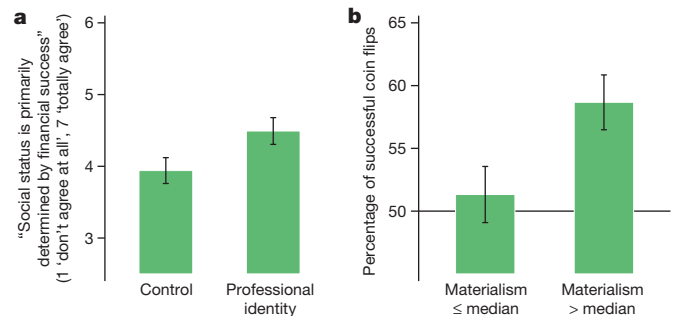 a
“Social status is primarily
determined by financial success”
(1 ‘don’t agree at all’, 7 ‘totally agree’)
6
5
4
3
Control
Professional
identity
b
Percentage of successful coin flips
65
60
55
50
Materialism
≤ median
Materialism
> median